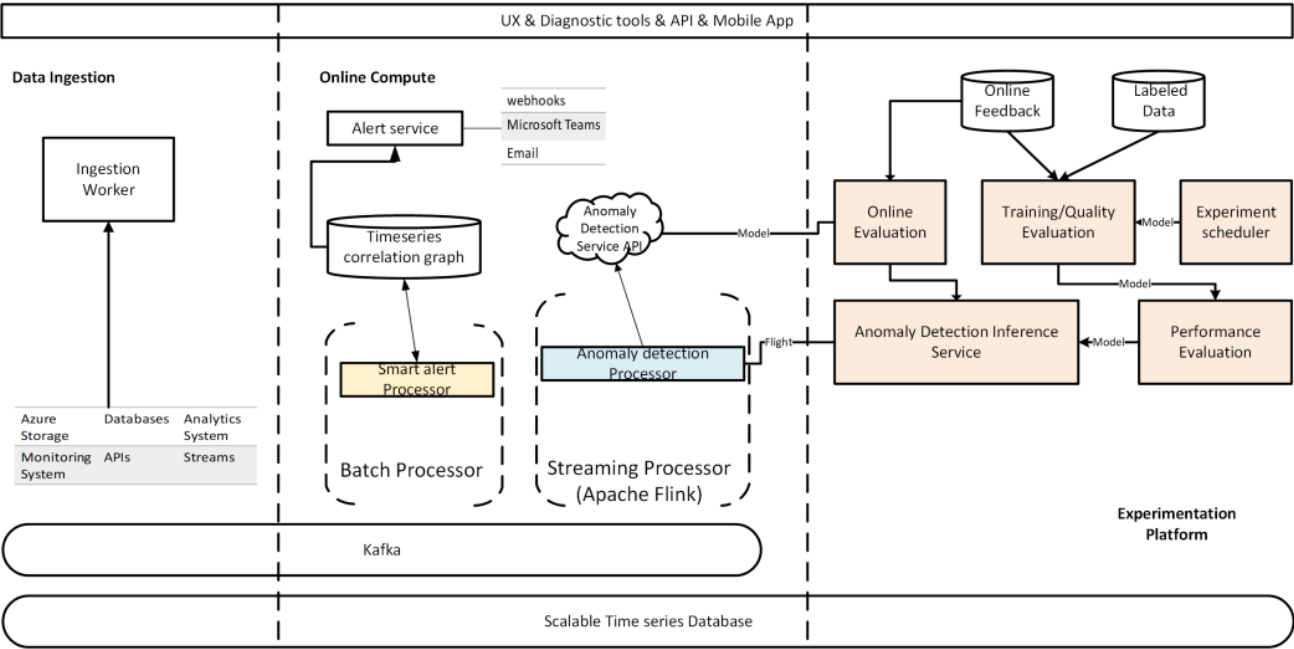 UX & Diagnostic tools & API & Mobile App
Data Ingestion
Ingestion
Worker
Azure
Storage
Databases
Analytics
System
Monitoring
System
APIs
Streams
Online Compute
Alert service
webhooks
Microsoft Teams
Email
Timeseries
correlation graph
Anomaly
Detection
Service API
Smart alert
Processor
Batch Processor
Anomaly detection
Processor
Streaming Processor
(Apache Flink)
Model
Flight
Online
Feedback
Labeled
Data
Online
Evaluation
Training/Quality
Evaluation
Model
Experiment
scheduler
Model
Anomaly Detection Inference
Service
Model
Performance
Evaluation
Experimentation
Platform
Kafka
Scalable Time series Database